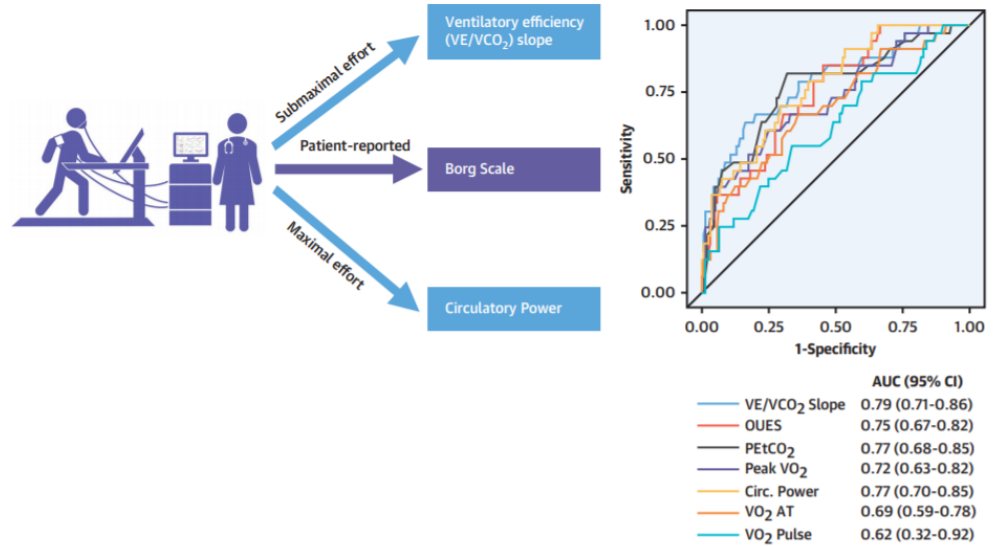 Ventilatory efficiency
(VE/VCO2) slope
Submaximal effort
Patient-reported
Borg Scale
Maximal effort
Circulatory Power
Sensitivity
1.00
0.75
0.50
0.25
0.00
0.00 0.25 0.50 0.75 1.00
1-Specificity
AUC (95% CI)
VE/VCO2 Slope 0.79 (0.71-0.86)
OUES 0.75 (0.67-0.82)
PEtCO2 0.77 (0.68-0.85)
Peak VO2 0.72 (0.63-0.82)
Circ. Power 0.77 (0.70-0.85)
VO2 AT 0.69 (0.59-0.78)
VO2 Pulse 0.62 (0.32-0.92)